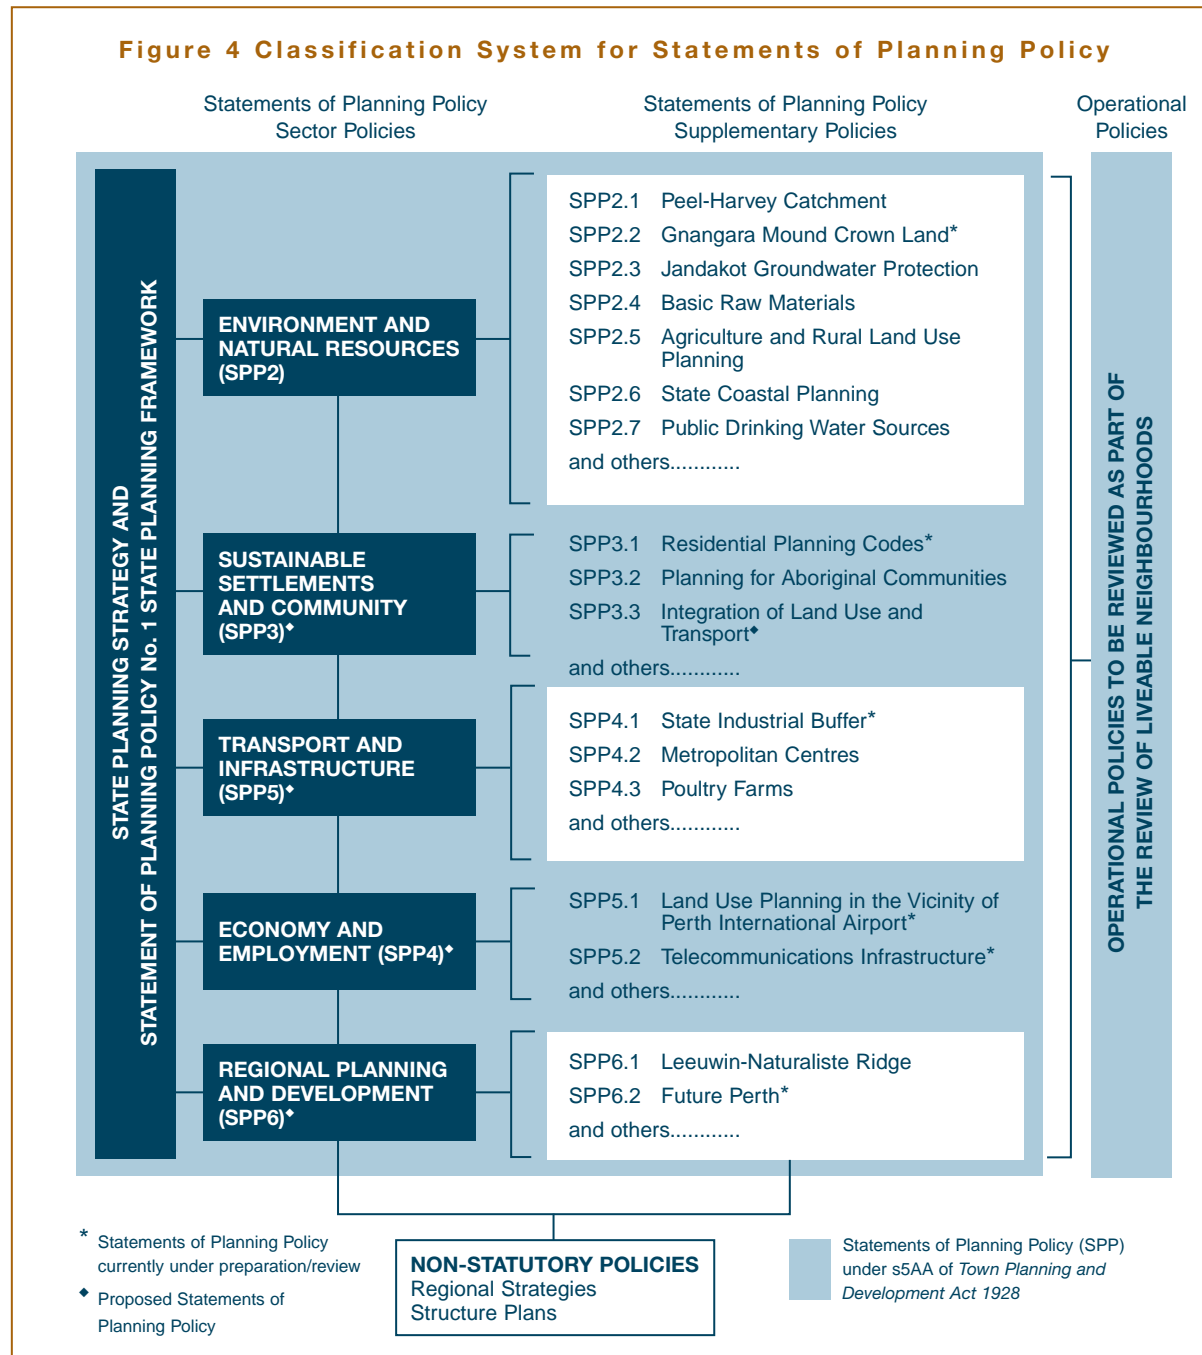 Figure 4 Classification System for Statements of Planning Policy
Statements of Planning Policy
Sector Policies
Statements of Planning Policy
Supplementary Policies
Operational
Policies
STATE PLANNING STRATEGY AND
STATEMENT OF PLANNING POLICY No. 1 STATE PLANNING FRAMEWORK
ENVIRONMENT AND
NATURAL RESOURCES
(SPP2)
SPP2.1 Peel-Harvey Catchment
SPP2.2 Gnangara Mound Crown Land*
SPP2.3 Jandakot Groundwater Protection
SPP2.4 Basic Raw Materials
SPP2.5 Agriculture and Rural Land Use
Planning
SPP2.6 State Coastal Planning
SPP2.7 Public Drinking Water Sources
and others............
SUSTAINABLE
SETTLEMENTS
AND COMMUNITY
(SPP3)◆
SPP3.1 Residential Planning Codes*
SPP3.2 Planning for Aboriginal Communities
SPP3.3 Integration of Land Use and
Transport◆
and others............
TRANSPORT AND
INFRASTRUCTURE
(SPP5)◆
SPP4.1 State Industrial Buffer*
SPP4.2 Metropolitan Centres
SPP4.3 Poultry Farms
and others............
ECONOMY AND
EMPLOYMENT (SPP4)◆
SPP5.1 Land Use Planning in the Vicinity of
Perth International Airport*
SPP5.2 Telecommunications Infrastructure*
and others............
REGIONAL PLANNING
AND DEVELOPMENT
(SPP6)◆
SPP6.1 Leeuwin-Naturaliste Ridge
SPP6.2 Future Perth*
and others............
OPERATIONAL POLICIES TO BE REVIEWED AS PART OF
THE REVIEW OF LIVEABLE NEIGHBOURHOODS
* Statements of Planning Policy
currently under preparation/review
◆ Proposed Statements of
Planning Policy
NON-STATUTORY POLICIES
Regional Strategies
Structure Plans
Statements of Planning Policy (SPP)
under s5AA of Town Planning and
Development Act 1928